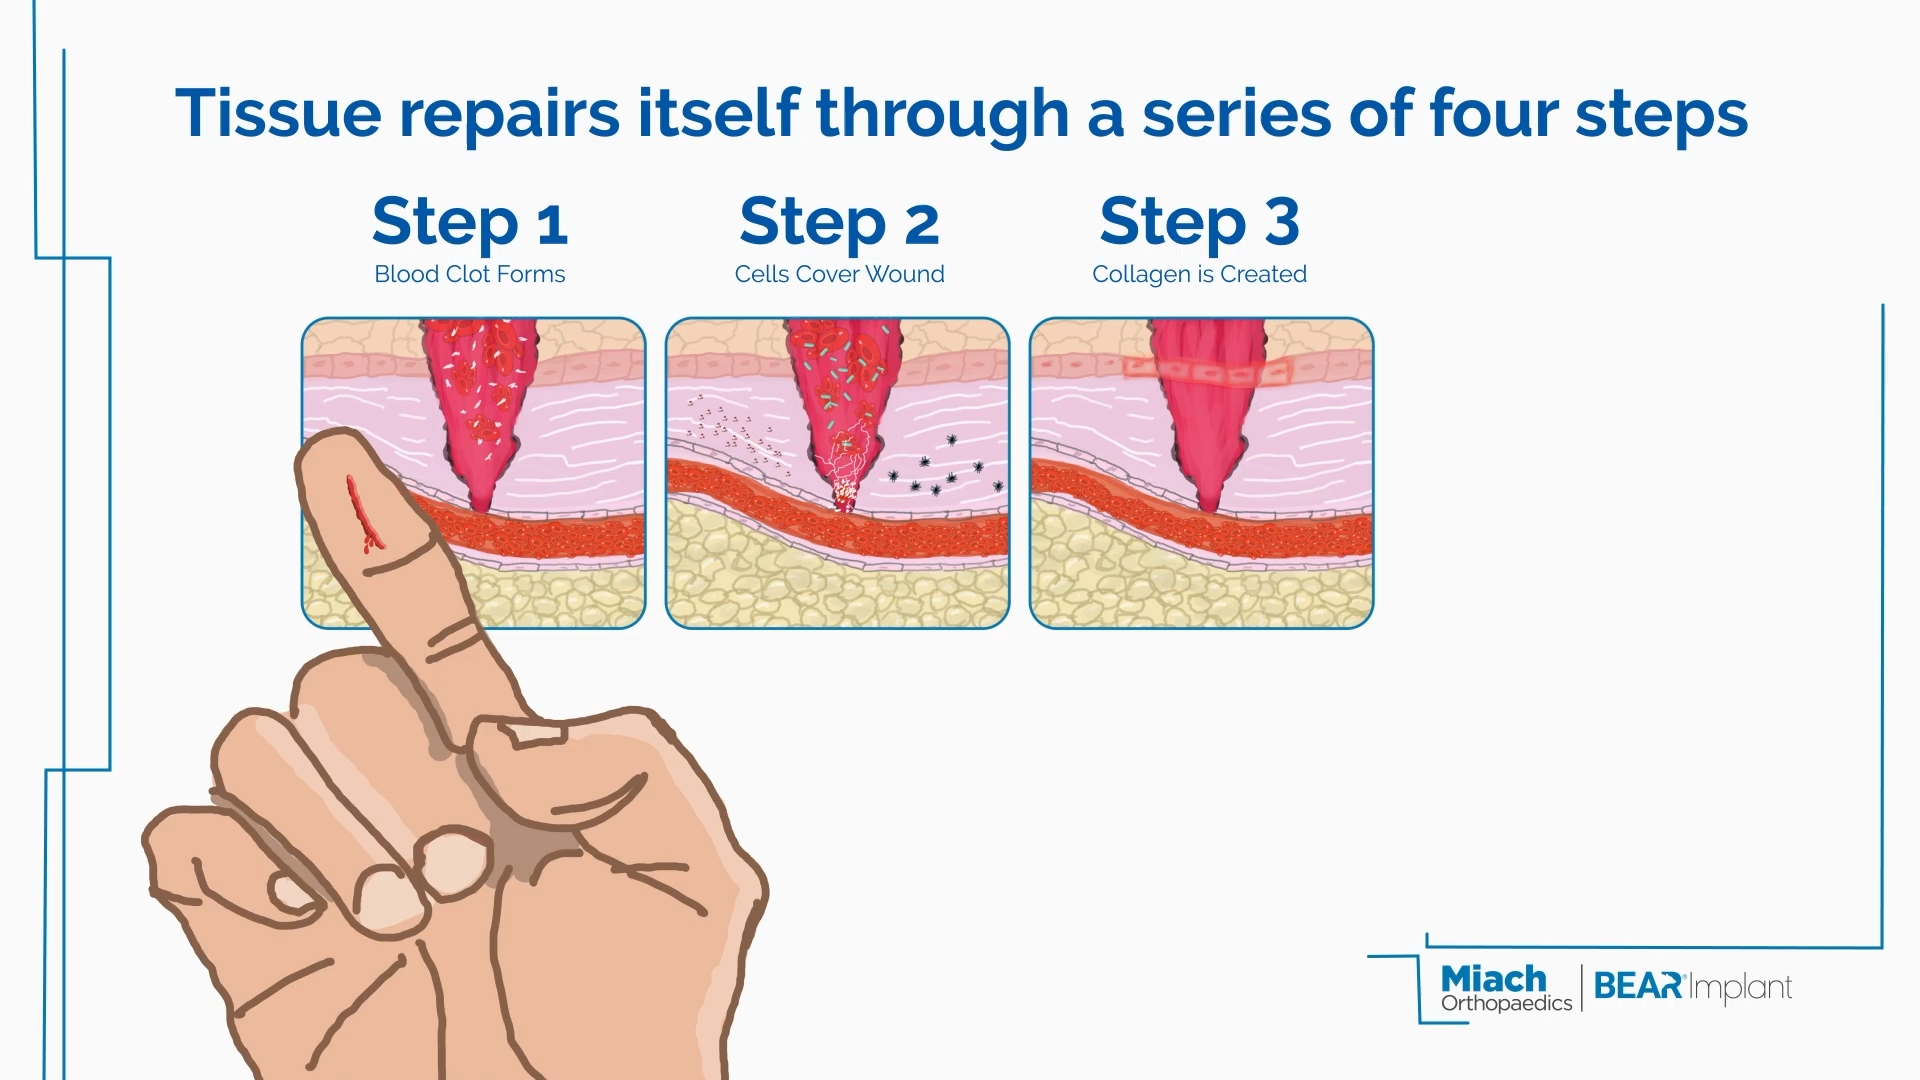 Tissue repairs itself through a series of four steps
Step 1
Blood Clot Forms
Step 2
Cells Cover Wound
Step 3
Collagen is Created
Miach
Orthopaedics
BEAR® Implant